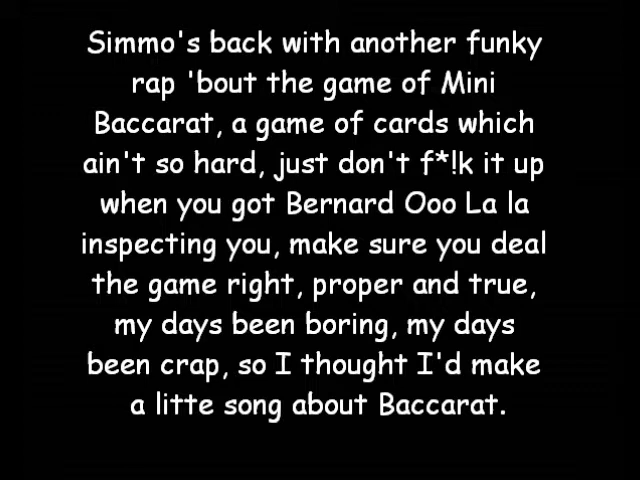 Simmo's back with another funky
rap 'bout the game of Mini
Baccarat, a game of cards which
ain't so hard, just don't f*!k it up
when you got Bernard Ooo La la
inspecting you, make sure you deal
the game right, proper and true,
my days been boring, my days
been crap, so I thought I'd make
a litte song about Baccarat.